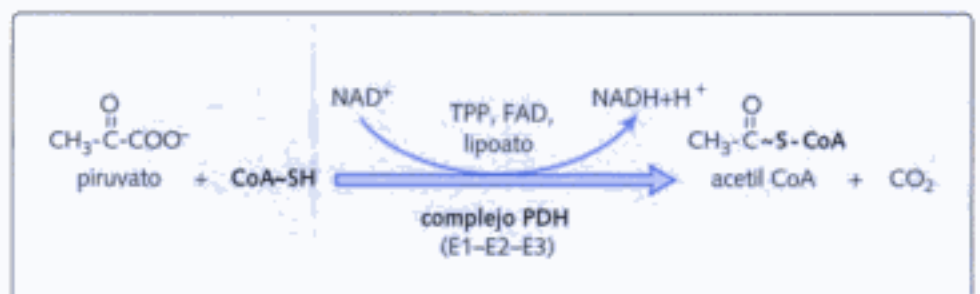 NAD⁺ TPP, FAD, lipoato NADH+H⁺
O
||
CH₃-C-COO⁻
piruvato + CoA-SH
O
||
CH₃-C~S-CoA
acetil CoA + CO₂
complejo PDH
(E1–E2–E3)